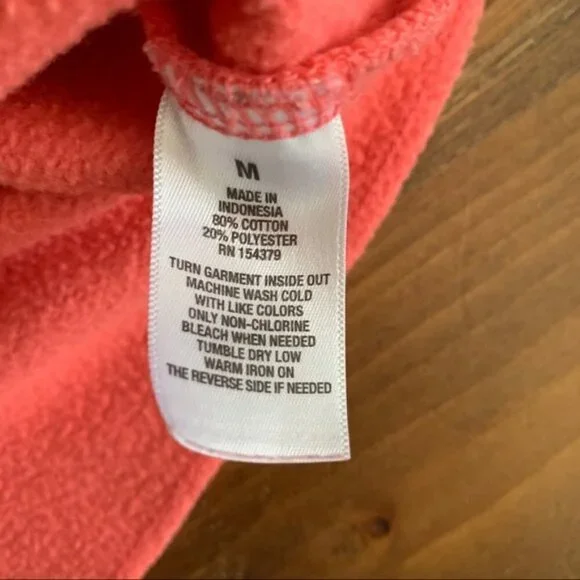 M
MADE IN
INDONESIA
80% COTTON
20% POLYESTER
RN 154379
TURN GARMENT INSIDE OUT
MACHINE WASH COLD
WITH LIKE COLORS
ONLY NON-CHLORINE
BLEACH WHEN NEEDED
TUMBLE DRY LOW
WARM IRON ON
THE REVERSE SIDE IF NEEDED